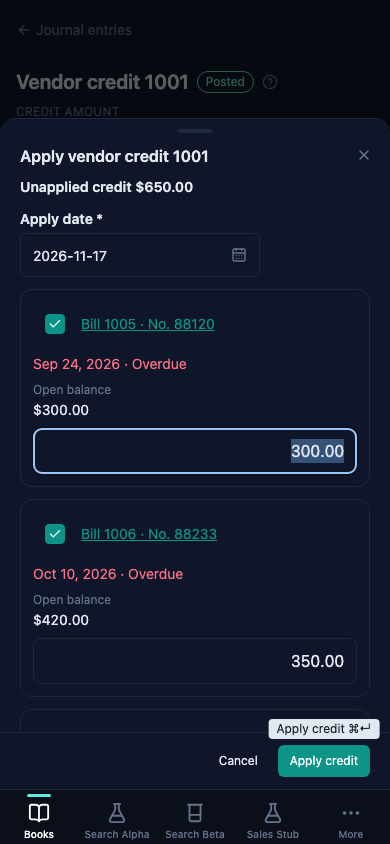 Journal entries
Vendor credit 1001 Posted
CREDIT AMOUNT
Apply vendor credit 1001
Unapplied credit $650.00
Apply date *
2026-11-17
Bill 1005 · No. 88120
Sep 24, 2026 · Overdue
Open balance
$300.00
300.00
Bill 1006 · No. 88233
Oct 10, 2026 · Overdue
Open balance
$420.00
350.00
Apply credit ⌘↵
Cancel Apply credit
Books Search Alpha Search Beta Sales Stub More